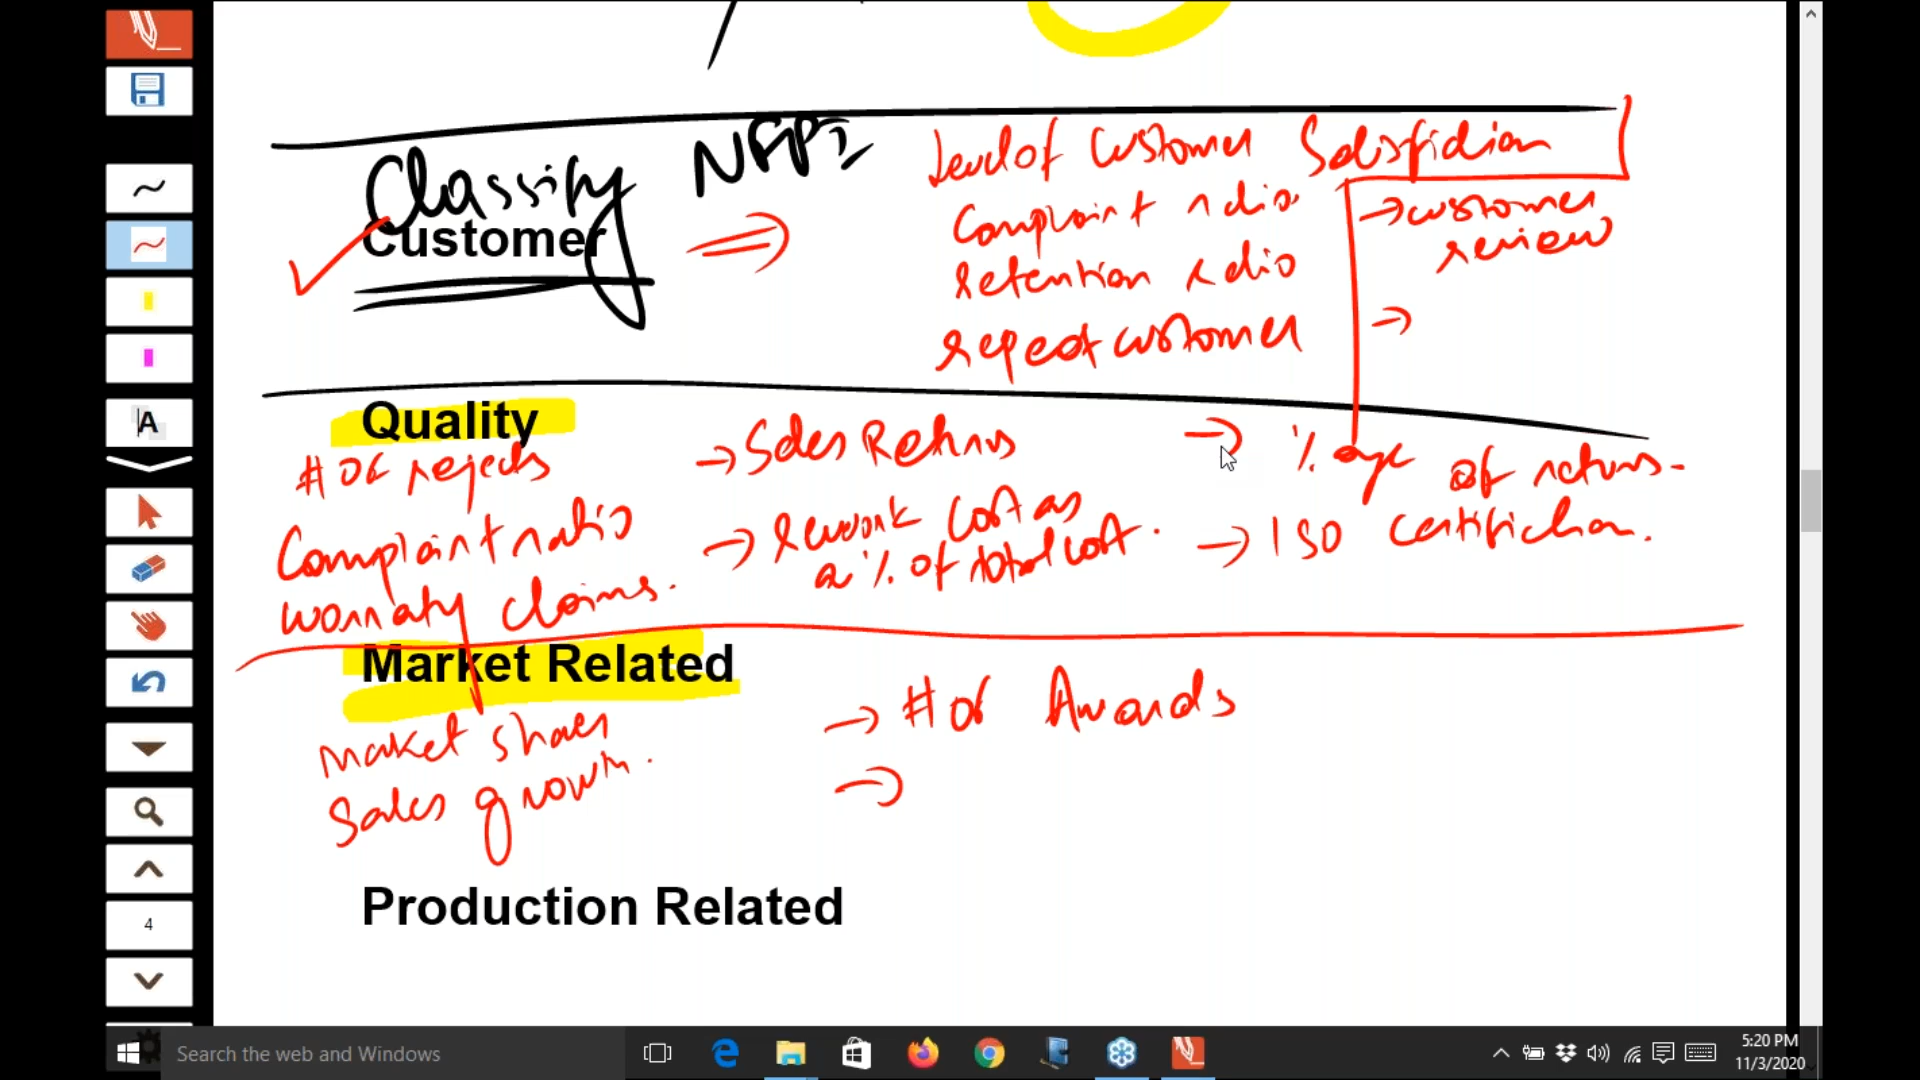 Classify NFPI
Level of Customer Satisfaction
Customer
Complaint ratio
→ customer review
Retention ratio
repeat customer
→
Quality
# of rejects
→ Sales Returns
→ % age of returns.
Complaint ratio
→ Rework Cost as a % of total cost.
→ ISO Certification.
warranty claims.
Market Related
market share
→ # of Awards
Sales growth.
→
Production Related
A
4
Search the web and Windows
5:20 PM
11/3/2020